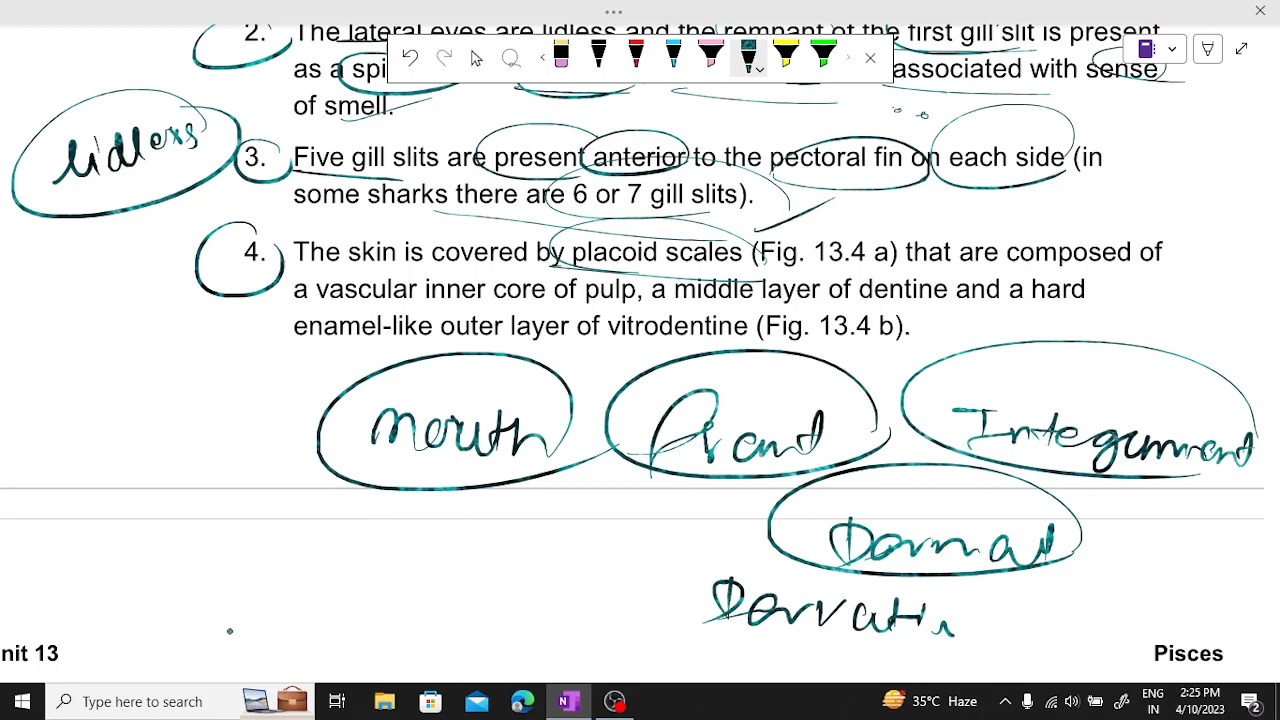 2. The lateral eyes are lidless and the remnant of the first gill slit is present
as a spi associated with sense
of smell.
lidless
3. Five gill slits are present anterior to the pectoral fin on each side (in
some sharks there are 6 or 7 gill slits).
4. The skin is covered by placoid scales (Fig. 13.4 a) that are composed of
a vascular inner core of pulp, a middle layer of dentine and a hard
enamel-like outer layer of vitrodentine (Fig. 13.4 b).
mouth Integument
Dermal
nit 13 Pisces
Type here to search 35°C Haze ENG 2:25 PM
IN 4/10/2023 2